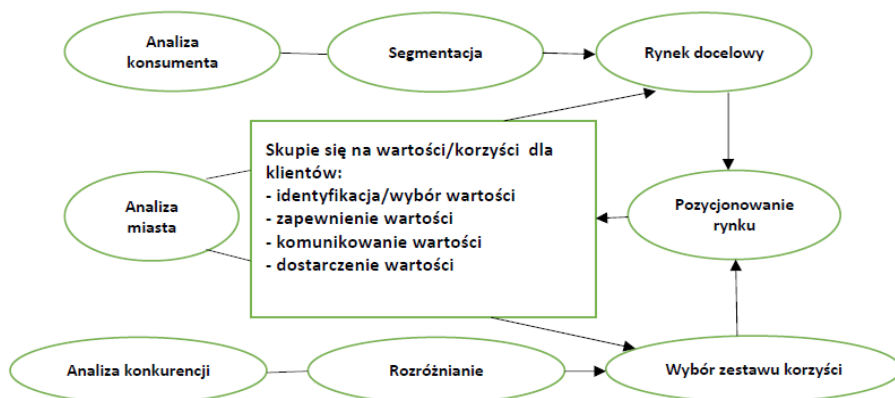 Analiza
konsumenta
Segmentacja
Rynek docelowy
Skupie się na wartości/korzyści dla
klientów:
- identyfikacja/wybór wartości
- zapewnienie wartości
- komunikowanie wartości
- dostarczenie wartości
Analiza
miasta
Pozycjonowanie
rynku
Analiza konkurencji
Rozróżnianie
Wybór zestawu korzyści